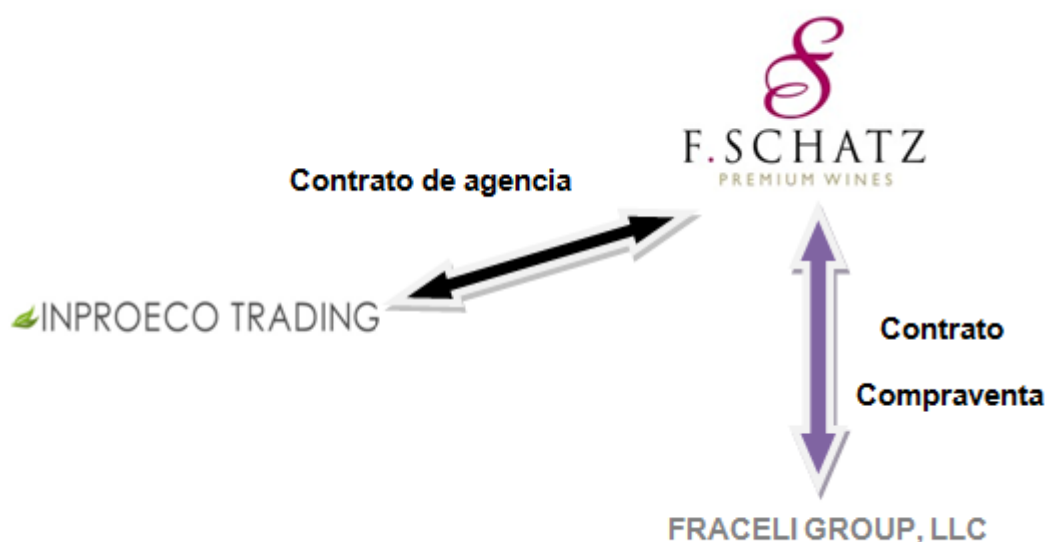 F.SCHATZ
PREMIUM WINES
Contrato de agencia
INPROECO TRADING
Contrato
Compraventa
FRACELI GROUP, LLC